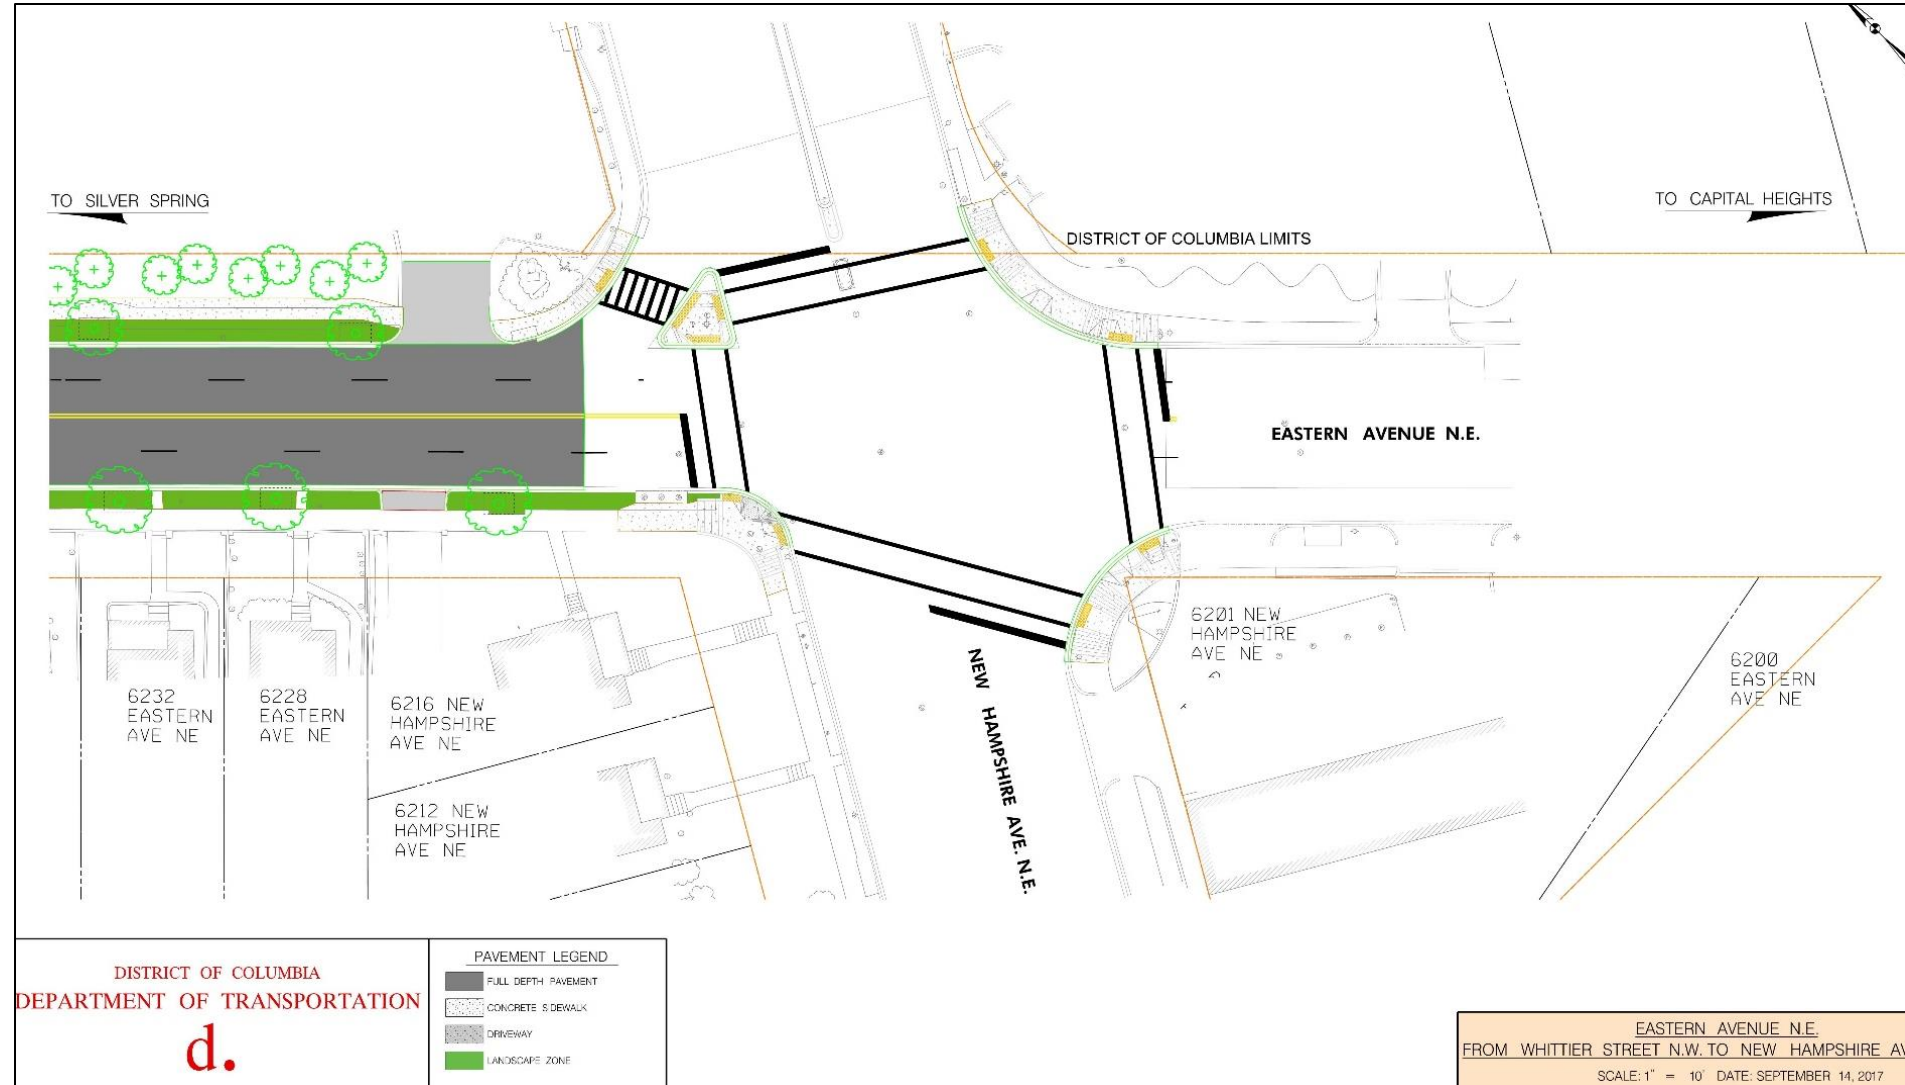 TO SILVER SPRING
TO CAPITAL HEIGHTS
DISTRICT OF COLUMBIA LIMITS
EASTERN AVENUE N.E.
NEW HAMPSHIRE AVE. N.E.
6232
EASTERN
AVE NE
6228
EASTERN
AVE NE
6216 NEW
HAMPSHIRE
AVE NE
6212 NEW
HAMPSHIRE
AVE NE
6201 NEW
HAMPSHIRE
AVE NE
6200
EASTERN
AVE NE
DISTRICT OF COLUMBIA
DEPARTMENT OF TRANSPORTATION
d.
PAVEMENT LEGEND
FULL DEPTH PAVEMENT
CONCRETE SIDEWALK
DRIVEWAY
LANDSCAPE ZONE
EASTERN AVENUE N.E.
FROM WHITTIER STREET N.W. TO NEW HAMPSHIRE AV
SCALE: 1" = 10' DATE: SEPTEMBER 14, 2017